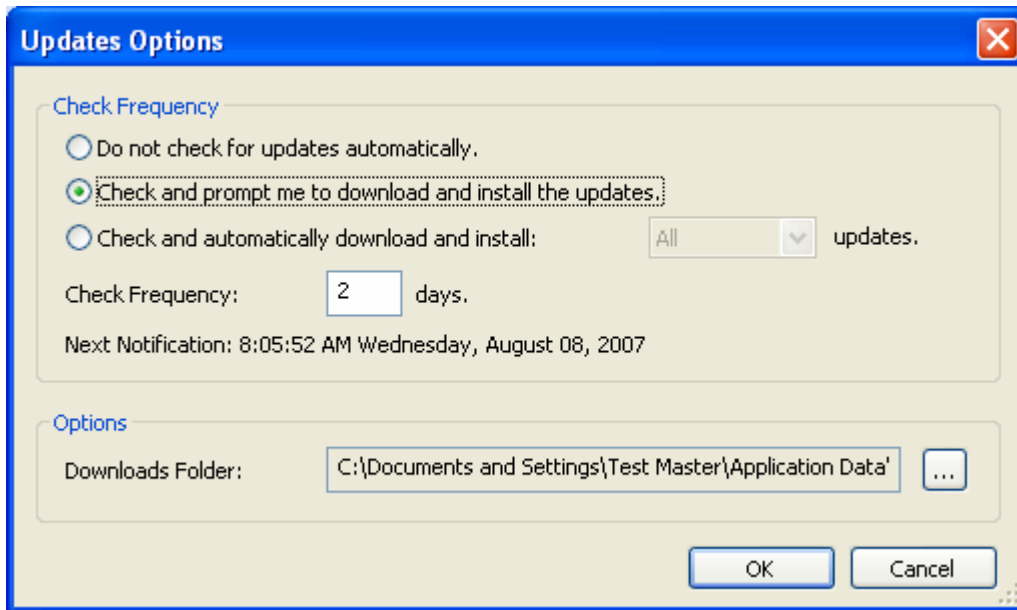 Updates Options
Check Frequency
Do not check for updates automatically.
Check and prompt me to download and install the updates.
Check and automatically download and install: All updates.
Check Frequency: 2 days.
Next Notification: 8:05:52 AM Wednesday, August 08, 2007
Options
Downloads Folder: C:\Documents and Settings\Test Master\Application Data' ...
OK Cancel